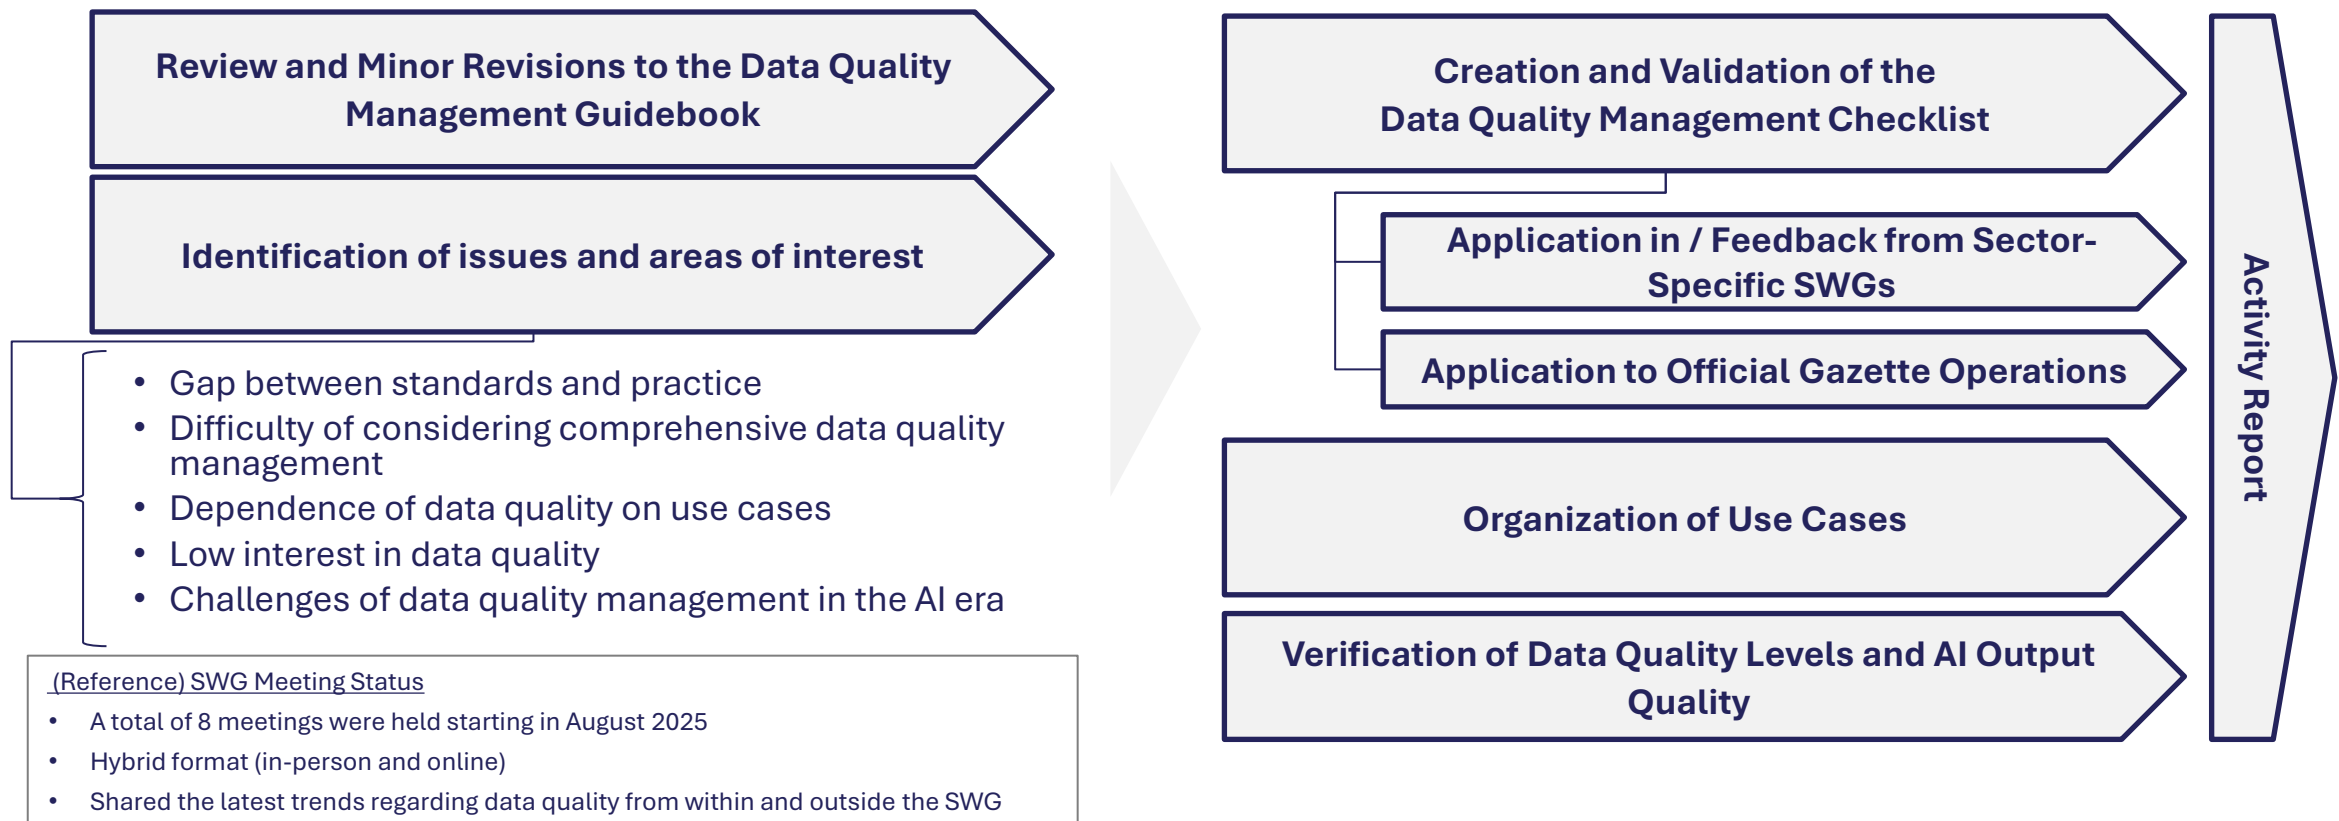 Review and Minor Revisions to the Data Quality
Management Guidebook
Identification of issues and areas of interest
• Gap between standards and practice
• Difficulty of considering comprehensive data quality
management
• Dependence of data quality on use cases
• Low interest in data quality
• Challenges of data quality management in the AI era
(Reference) SWG Meeting Status
• A total of 8 meetings were held starting in August 2025
• Hybrid format (in-person and online)
• Shared the latest trends regarding data quality from within and outside the SWG
Creation and Validation of the
Data Quality Management Checklist
Application in / Feedback from Sector-
Specific SWGs
Application to Official Gazette Operations
Organization of Use Cases
Verification of Data Quality Levels and AI Output
Quality
Activity Report